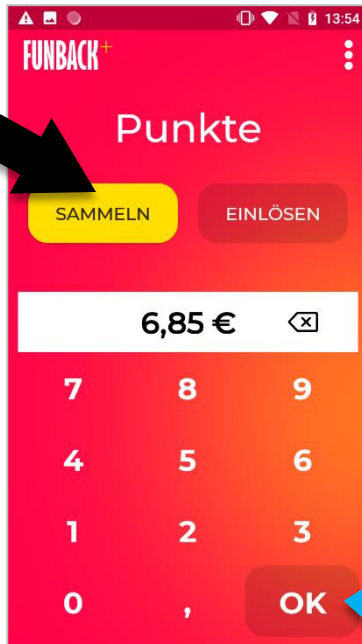 13:54
FUNBACK+
Punkte
SAMMELN EINLÖSEN
6,85 €
7 8 9
4 5 6
1 2 3
0 , OK